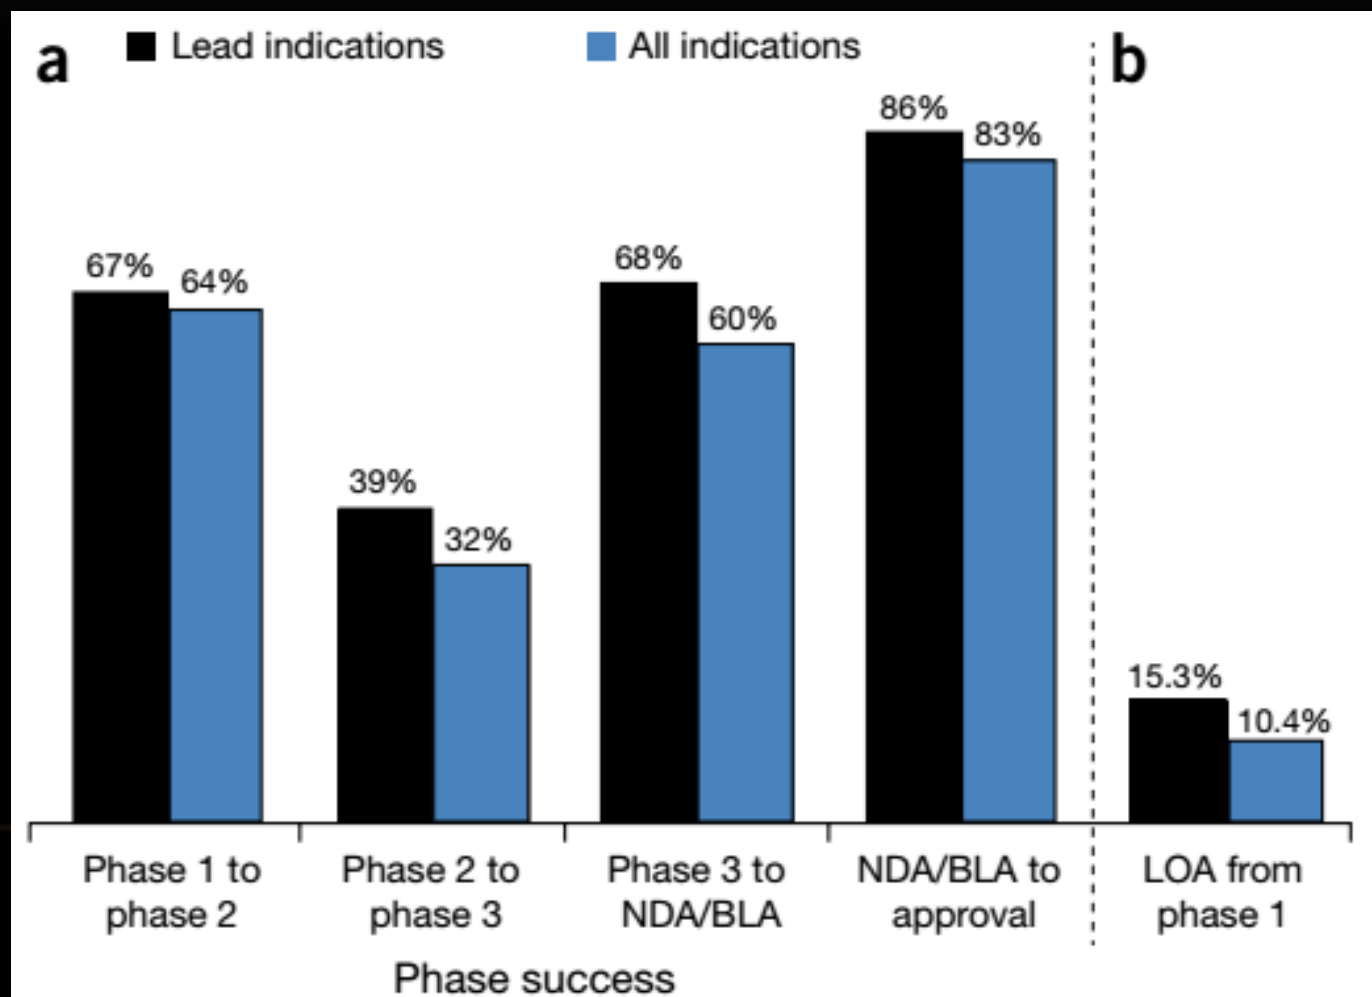 a
Lead indications
All indications
b
67%
64%
39%
32%
68%
60%
86%
83%
15.3%
10.4%
Phase 1 to
phase 2
Phase 2 to
phase 3
Phase 3 to
NDA/BLA
NDA/BLA to
approval
LOA from
phase 1
Phase success